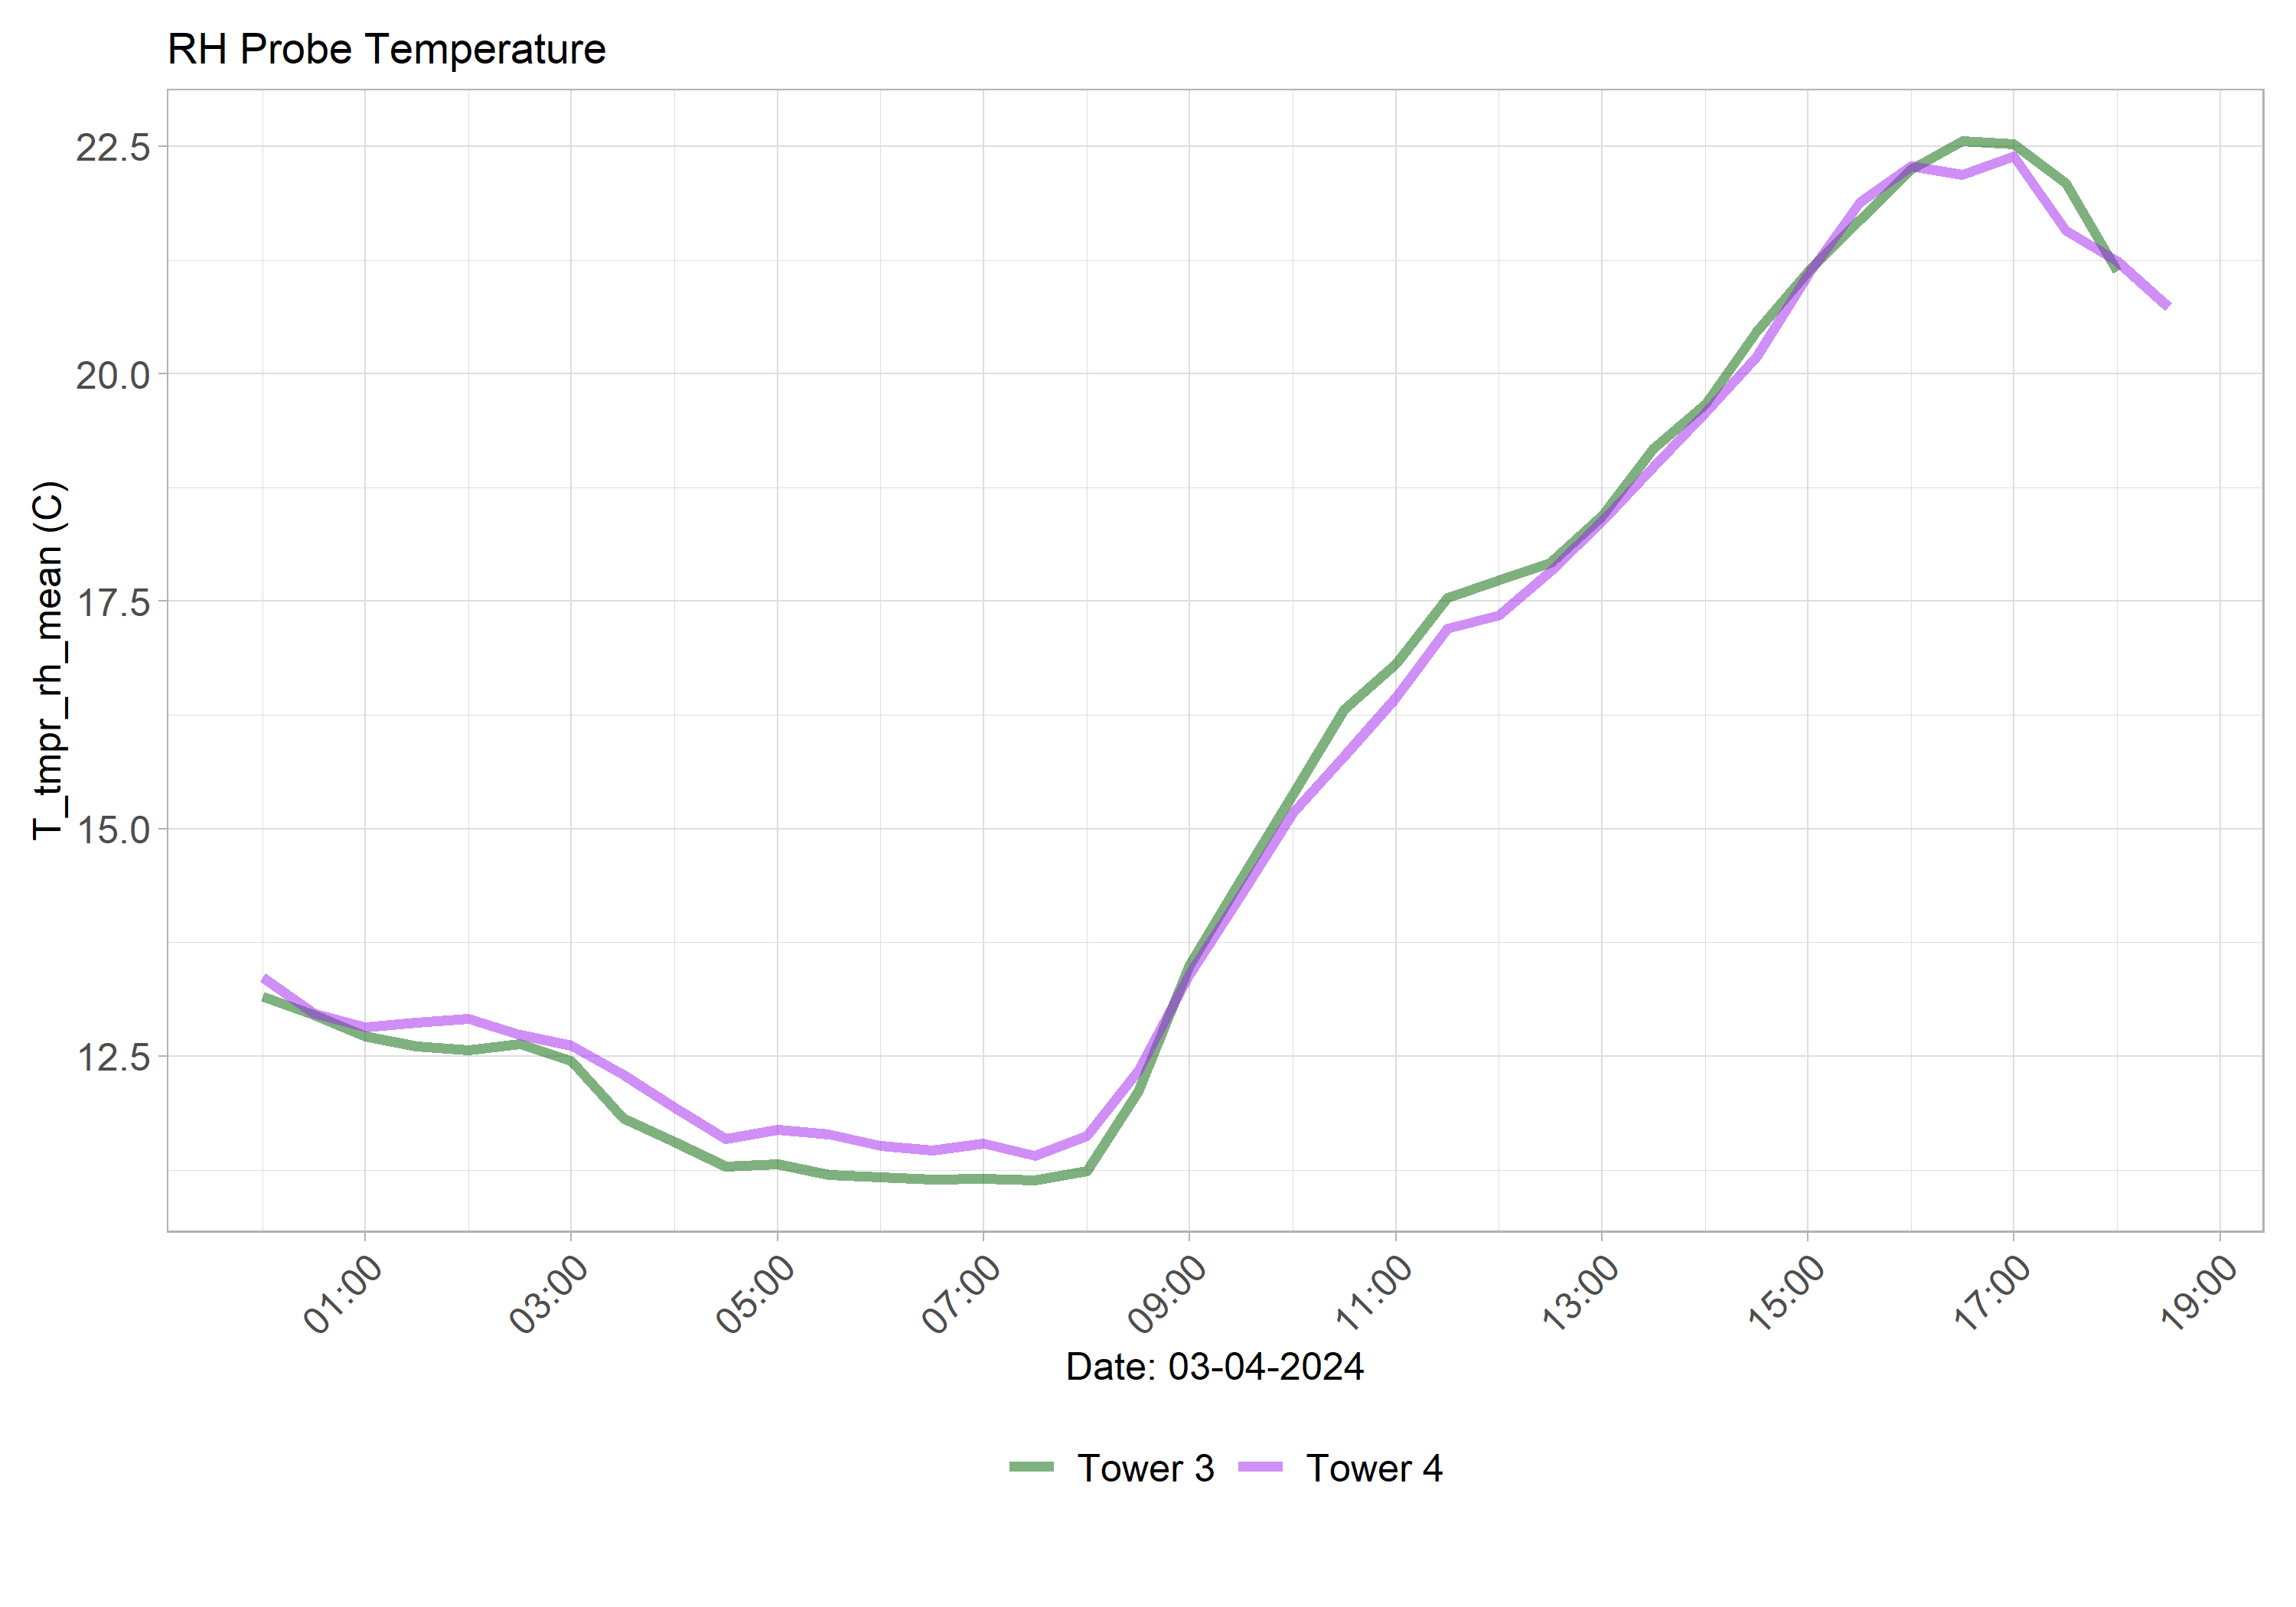 RH Probe Temperature
T_tmpr_rh_mean (C)
22.5
20.0
17.5
15.0
12.5
01:00 03:00 05:00 07:00 09:00 11:00 13:00 15:00 17:00 19:00
Date: 03-04-2024
Tower 3 Tower 4